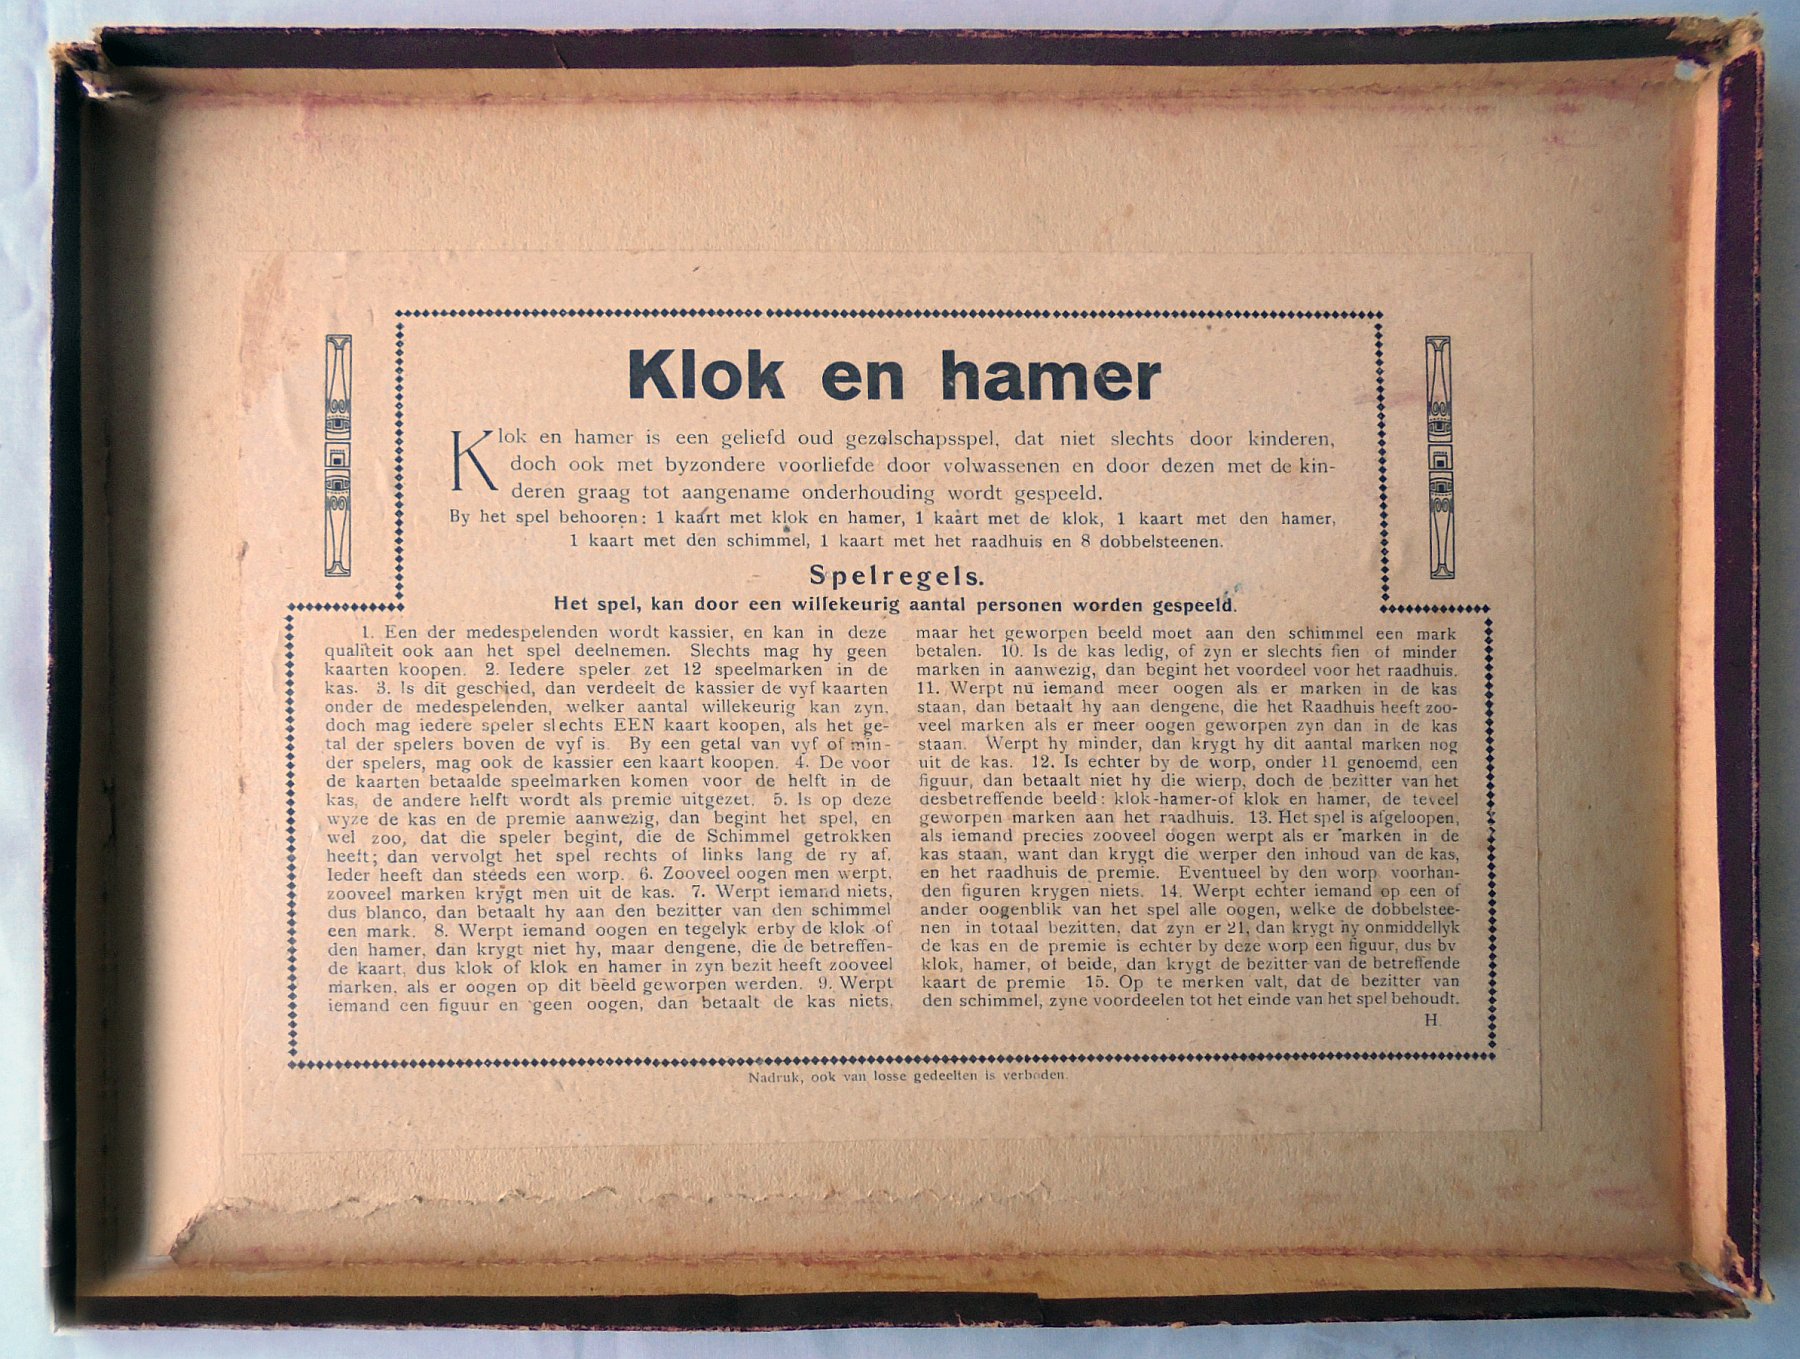 Klok en hamer
Klok en hamer is een geliefd oud gezelschapsspel, dat niet slechts door kinderen,
doch ook met byzondere voorliefde door volwassenen en door dezen met de kin-
deren graag tot aangename onderhouding wordt gespeeld.
By het spel behooren: 1 kaart met klok en hamer, 1 kaart met de klok, 1 kaart met den hamer,
1 kaart met den schimmel, 1 kaart met het raadhuis en 8 dobbelsteenen.
Spelregels.
Het spel, kan door een willekeurig aantal personen worden gespeeld.
1. Een der medespelenden wordt kassier, en kan in deze
qualiteit ook aan het spel deelnemen. Slechts mag hy geen
kaarten koopen. 2. Iedere speler zet 12 speelmarken in de
kas. 3. Is dit geschied, dan verdeelt de kassier de vyf kaarten
onder de medespelenden, welker aantal willekeurig kan zyn,
doch mag iedere speler slechts EEN kaart koopen, als het ge-
tal der spelers boven de vyf is. By een getal van vyf of min-
der spelers, mag ook de kassier een kaart koopen. 4. De voor
de kaarten betaalde speelmarken komen voor de helft in de
kas, de andere helft wordt als premie uitgezet. 5. Is op deze
wyze de kas en de premie aanwezig, dan begint het spel, en
wel zoo, dat die speler begint, die de Schimmel getrokken
heeft; dan vervolgt het spel rechts of links lang de ry af.
Ieder heeft dan steeds een worp. 6. Zooveel oogen men werpt,
zooveel marken krygt men uit de kas. 7. Werpt iemand niets,
dus blanco, dan betaalt hy aan den bezitter van den schimmel
een mark. 8. Werpt iemand oogen en tegelyk erby de klok of
den hamer, dan krygt niet hy, maar dengene, die de betreffen-
de kaart, dus klok of klok en hamer in zyn bezit heeft zooveel
marken, als er oogen op dit beeld geworpen werden. 9. Werpt
iemand een figuur en geen oogen, dan betaalt de kas niets,
maar het geworpen beeld moet aan den schimmel een mark
betalen. 10. Is de kas ledig, of zyn er slechts fien of minder
marken in aanwezig, dan begint het voordeel voor het raadhuis.
11. Werpt nu iemand meer oogen als er marken in de kas
staan, dan betaalt hy aan dengene, die het Raadhuis heeft zoo-
veel marken als er meer oogen geworpen zyn dan in de kas
staan. Werpt hy minder, dan krygt hy dit aantal marken nog
uit de kas. 12. Is echter by de worp, onder 11 genoemd, een
figuur, dan betaalt niet hy die wierp, doch de bezitter van het
desbetreffende beeld: klok-hamer-of klok en hamer, de teveel
geworpen marken aan het raadhuis. 13. Het spel is afgeloopen,
als iemand precies zooveel oogen werpt als er marken in de
kas staan, want dan krygt die werper den inhoud van de kas,
en het raadhuis de premie. Eventueel by den worp voorhan-
den figuren krygen niets. 14. Werpt echter iemand op een of
ander oogenblik van het spel alle oogen, welke de dobbelstee-
nen in totaal bezitten, dat zyn er 21, dan krygt hy onmiddellyk
de kas en de premie is echter by deze worp een figuur, dus bv
klok, hamer, of beide, dan krygt de bezitter van de betreffende
kaart de premie 15. Op te merken valt, dat de bezitter van
den schimmel, zyne voordeelen tot het einde van het spel behoudt.
H.
Nadruk, ook van losse gedeelten is verboden.